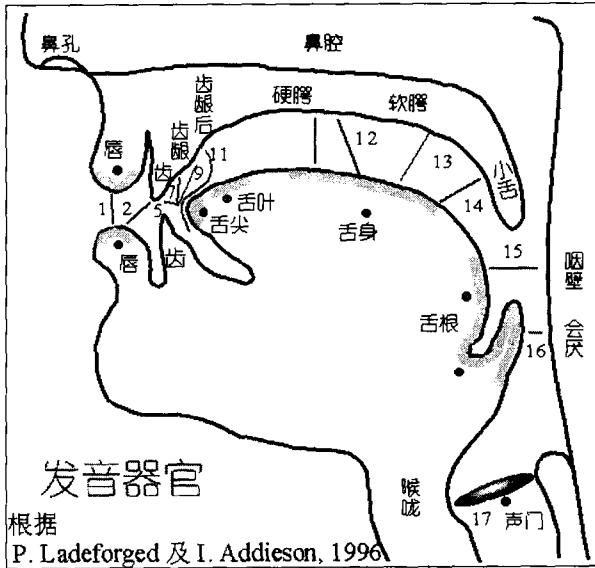 鼻孔
鼻腔
齿龈后
硬腭
软腭
齿龈
齿
唇
11
9
7
12
13
小舌
1
2
5
舌叶
舌尖
舌身
14
唇
齿
15
咽壁
舌根
会厌
16
发音器官
喉咙
17
声门
根据
P. Ladeforged 及 I. Addieson, 1996